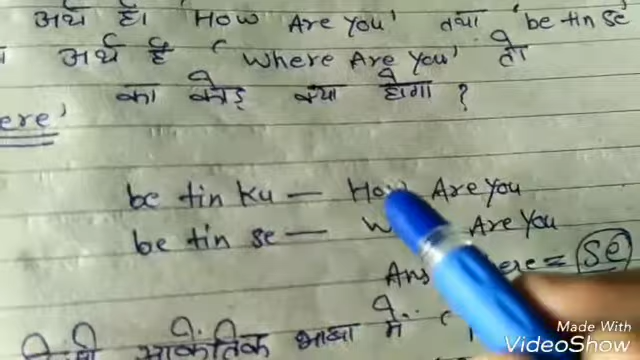 अर्थ है। 'How Are You' तथा 'be tin se'
अर्थ है 'Where Are You' तो
का कोड क्या होगा ?
ere'
be tin ku — How Are you
be tin se — W Are You
Ans ere = se
में
Made With
VideoShow